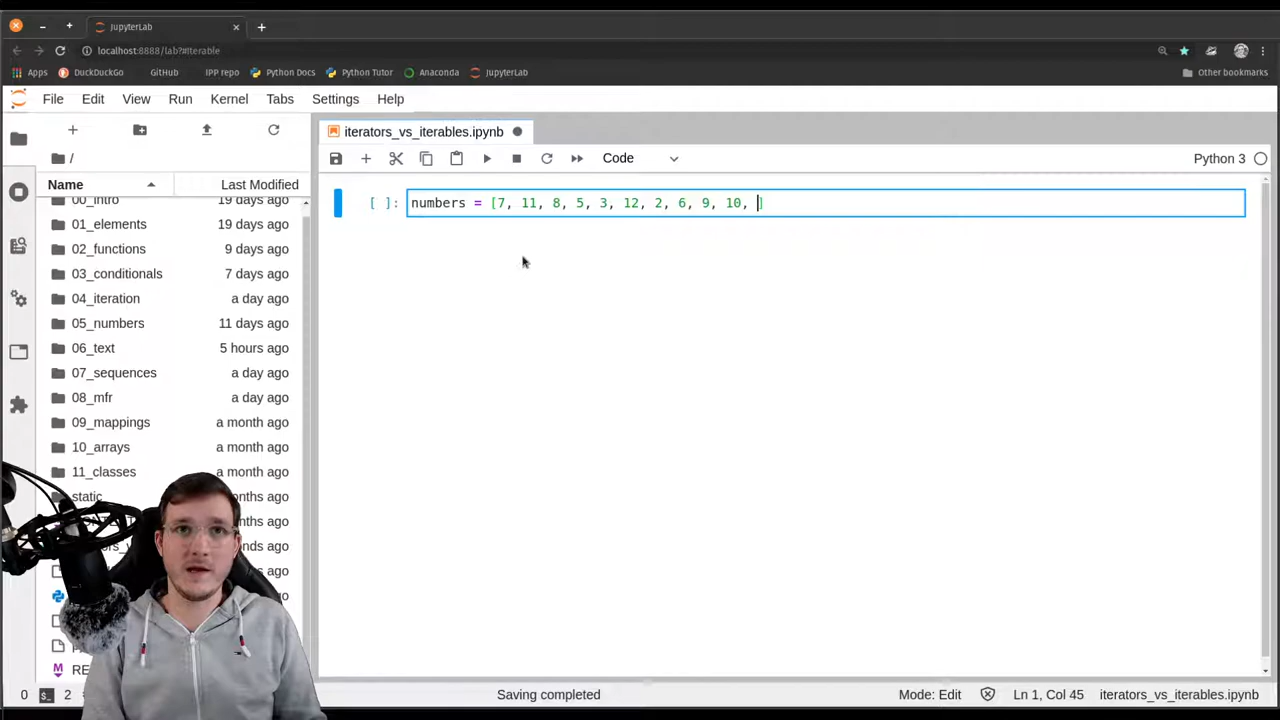 JupyterLab
localhost:8888/lab?#Iterable
Apps DuckDuckGo GitHub IPP repo Python Docs Python Tutor Anaconda JupyterLab Other bookmarks
File Edit View Run Kernel Tabs Settings Help
iterators_vs_iterables.ipynb
/
Code Python 3
Name Last Modified
00_intro 19 days ago
01_elements 19 days ago
02_functions 9 days ago
03_conditionals 7 days ago
04_iteration a day ago
05_numbers 11 days ago
06_text 5 hours ago
07_sequences a day ago
08_mfr a day ago
09_mappings a month ago
10_arrays a month ago
11_classes a month ago
static
[ ]: numbers = [7, 11, 8, 5, 3, 12, 2, 6, 9, 10, ]
0 2 Saving completed Mode: Edit Ln 1, Col 45 iterators_vs_iterables.ipynb